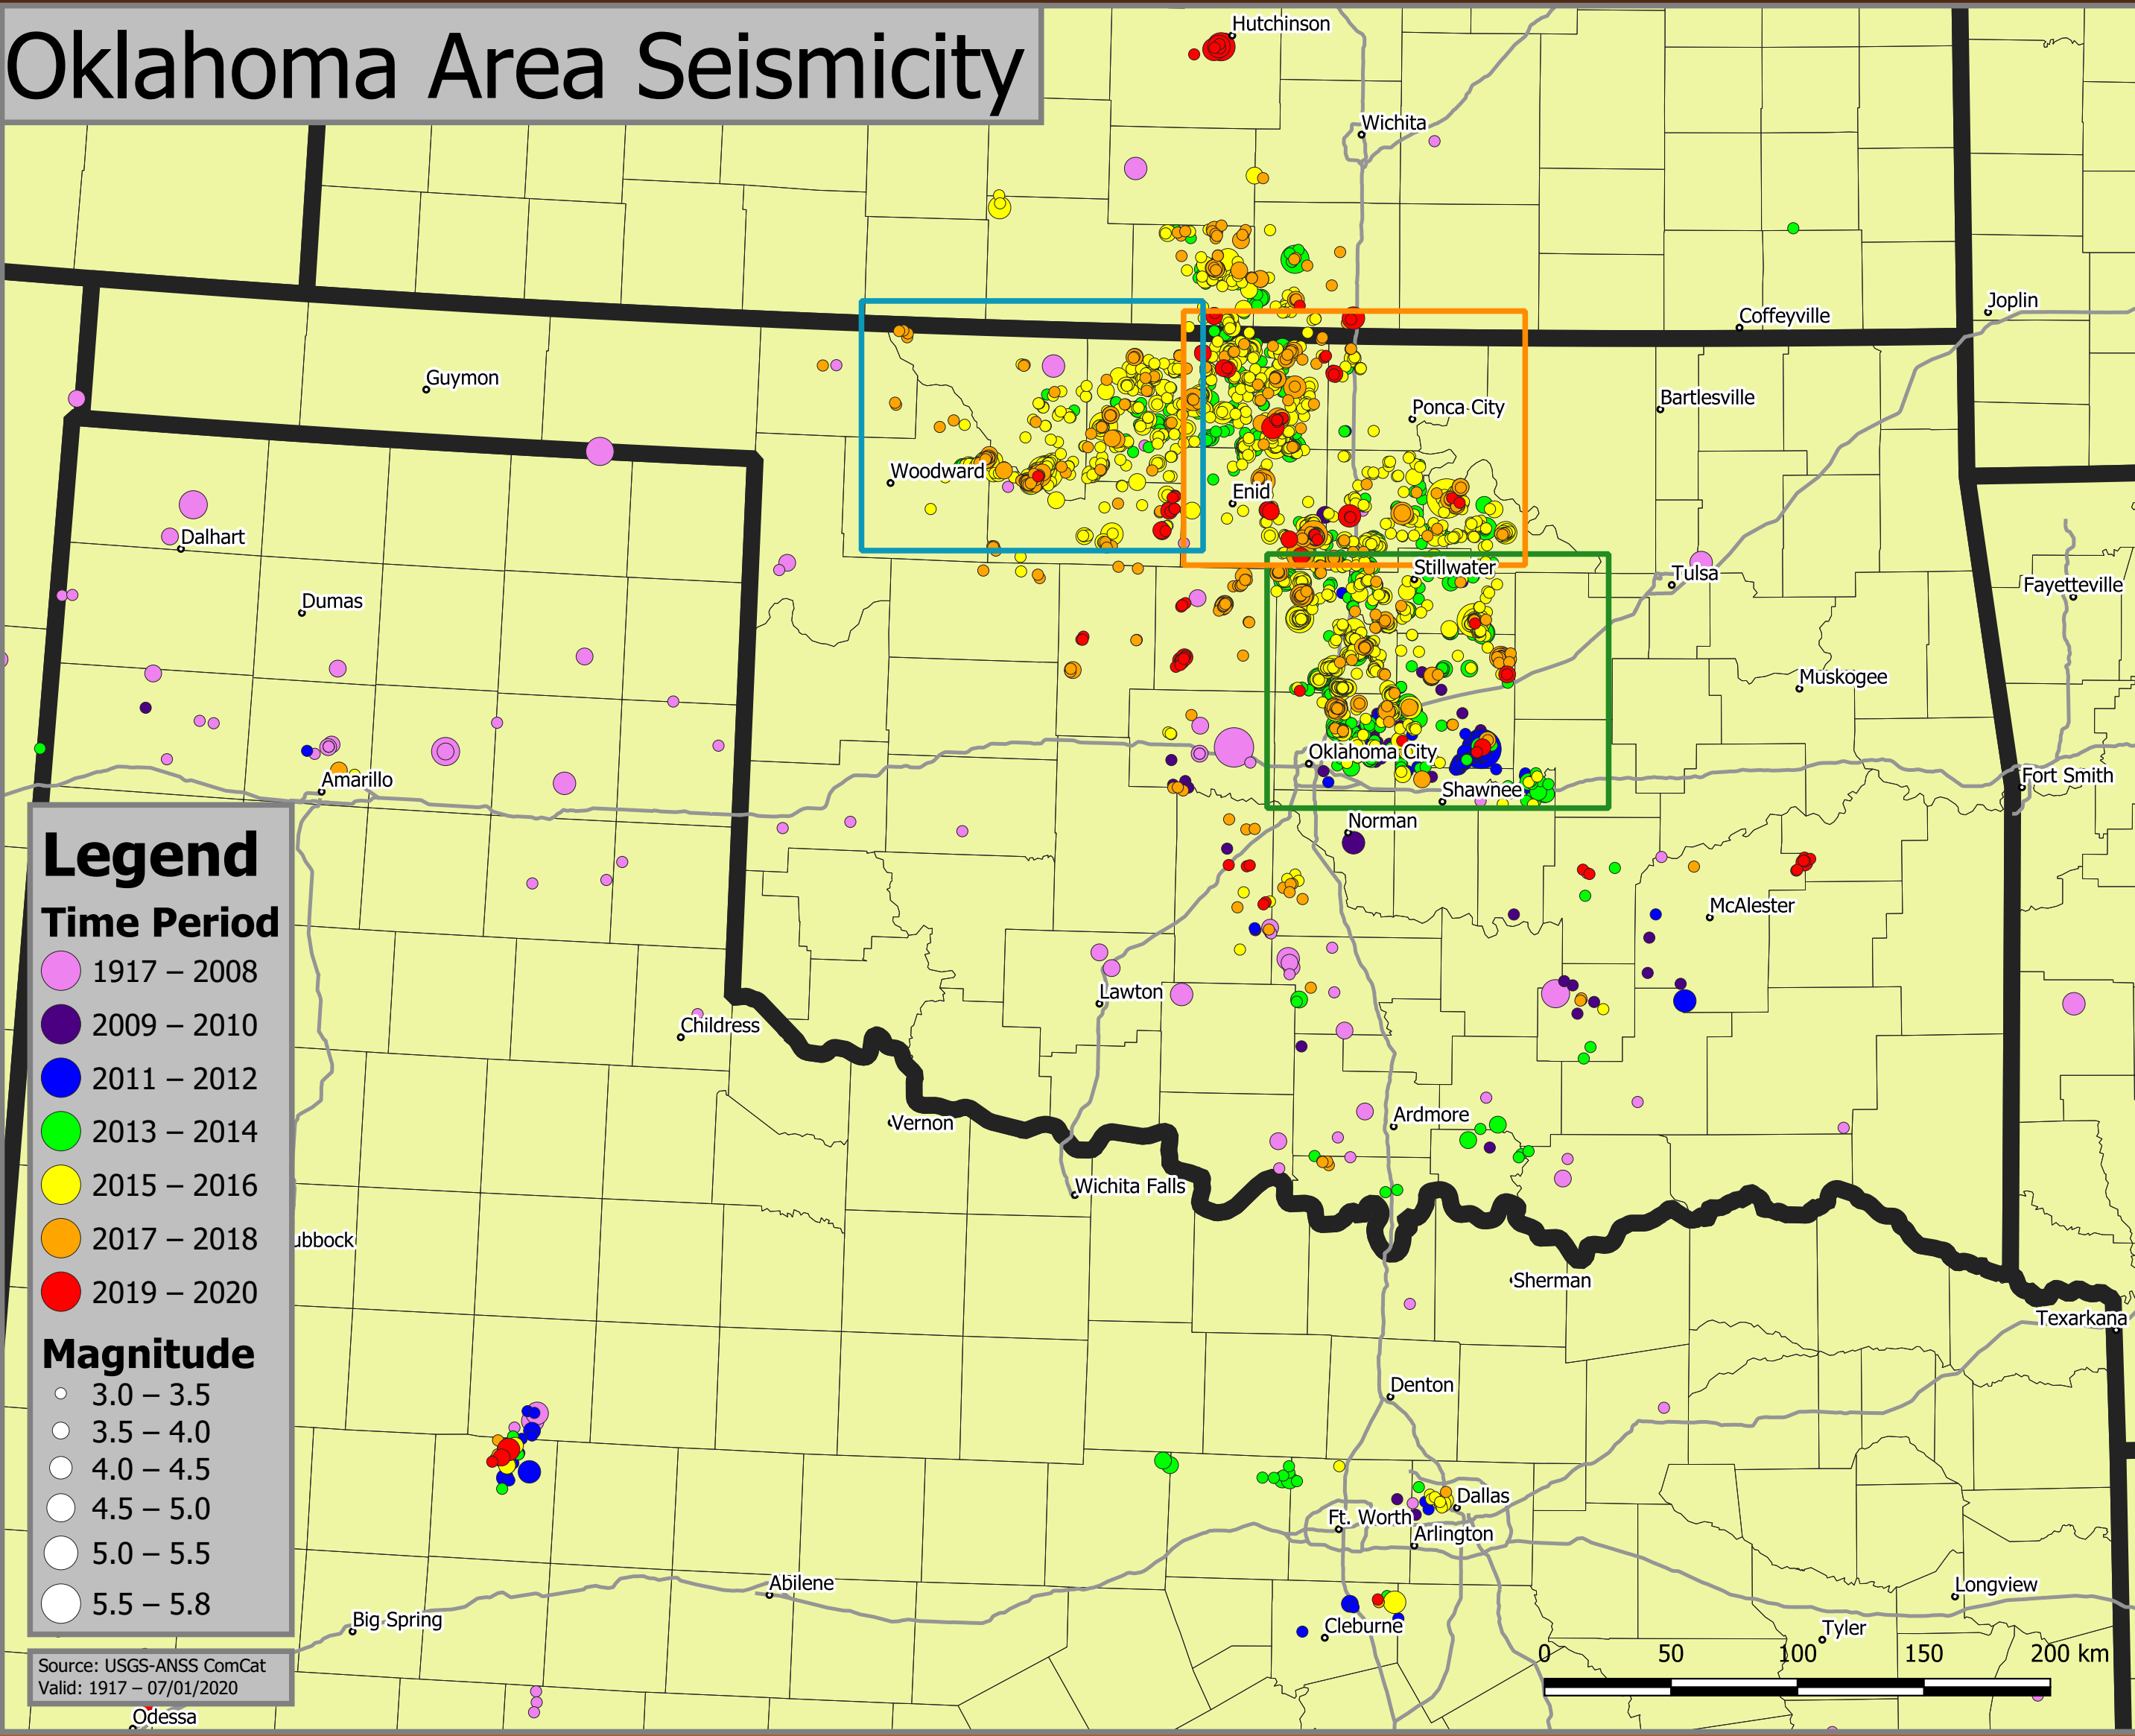 Oklahoma Area Seismicity
Hutchinson
Wichita
Joplin
Coffeyville
Guymon
Bartlesville
Ponca City
Woodward
Enid
Dalhart
Stillwater
Tulsa
Fayetteville
Dumas
Muskogee
Oklahoma City
Amarillo
Shawnee
Fort Smith
Norman
McAlester
Lawton
Childress
Vernon
Ardmore
Wichita Falls
ubbock
Sherman
Texarkana
Denton
Dallas
Ft. Worth
Arlington
Abilene
Longview
Big Spring
Cleburne
Tyler
Odessa
Legend
Time Period
1917 – 2008
2009 – 2010
2011 – 2012
2013 – 2014
2015 – 2016
2017 – 2018
2019 – 2020
Magnitude
3.0 – 3.5
3.5 – 4.0
4.0 – 4.5
4.5 – 5.0
5.0 – 5.5
5.5 – 5.8
Source: USGS-ANSS ComCat
Valid: 1917 – 07/01/2020
0 50 100 150 200 km